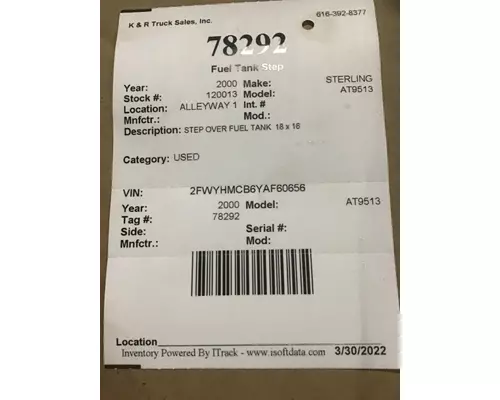 K & R Truck Sales, Inc. 616-392-8377
78292
Fuel Tank Step
Year: 2000 Make: STERLING
Stock #: 120013 Model: AT9513
Location: ALLEYWAY 1 Int. #
Mnfctr.: Mod.:
Description: STEP OVER FUEL TANK 18 x 16
Category: USED
VIN: 2FWYHMCB6YAF60656
Year: 2000 Model: AT9513
Tag #: 78292
Side: Serial #:
Mnfctr.: Mod:
Location
Inventory Powered By ITrack - www.isoftdata.com 3/30/2022